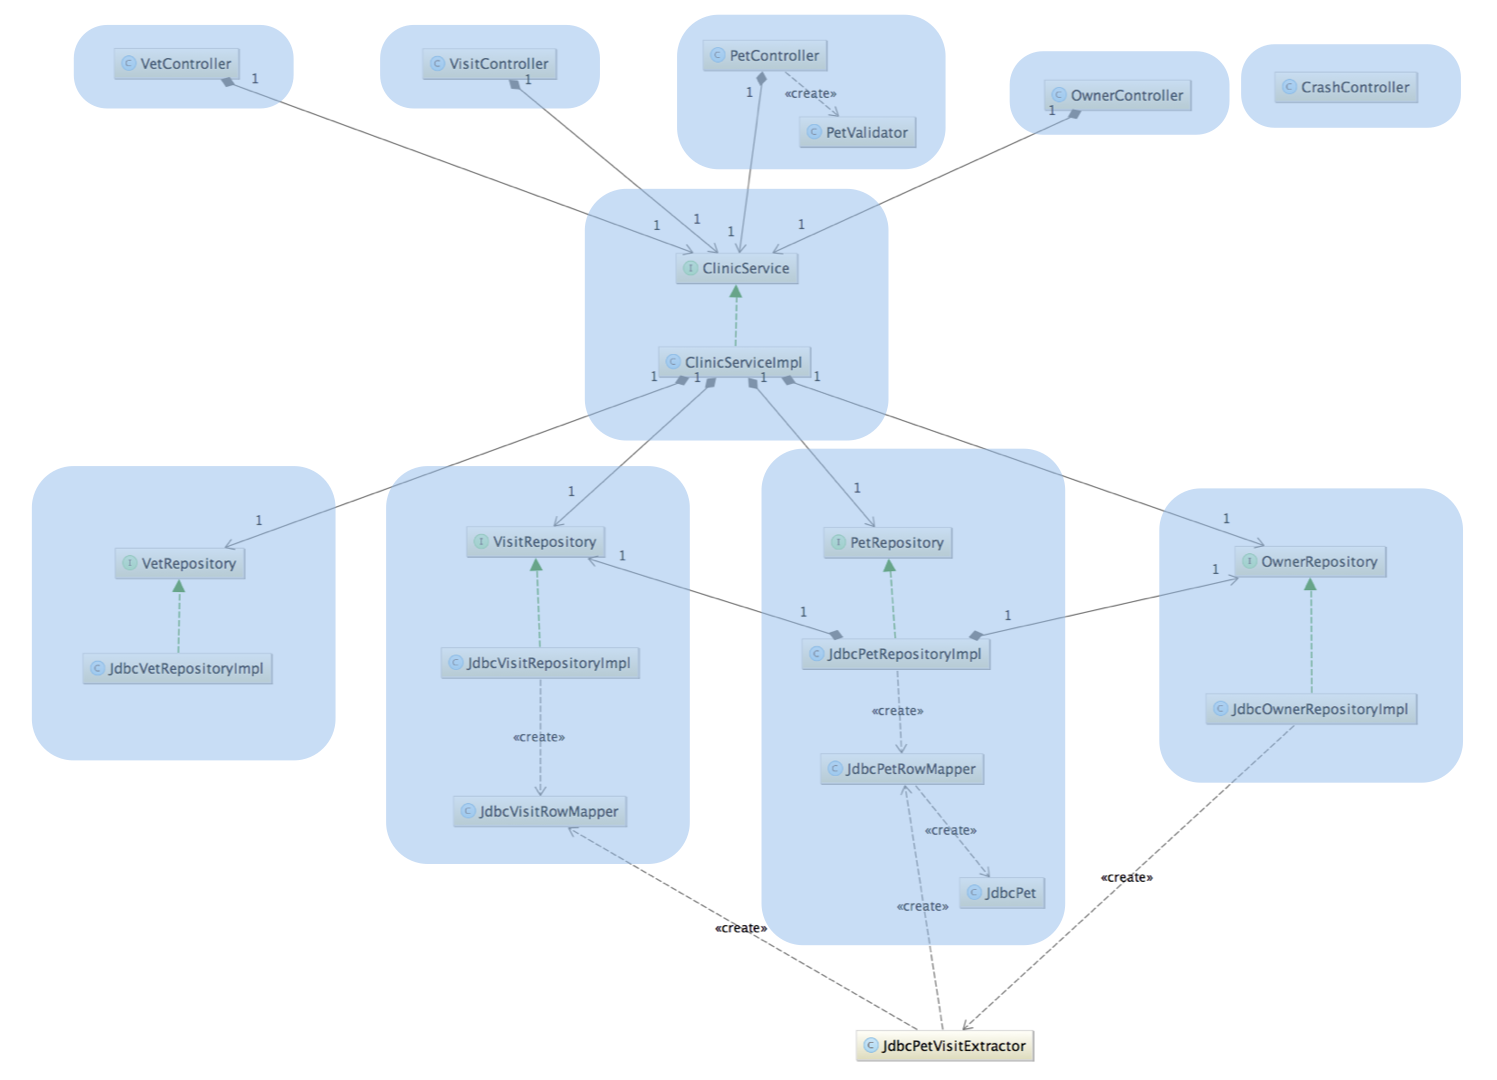 C VetController
1
C VisitController
1
C PetController
1
«create»
C PetValidator
C OwnerController
1
C CrashController
1
1
1
1
I ClinicService
C ClinicServiceImpl
1
1
1
1
1
I VetRepository
C JdbcVetRepositoryImpl
1
I VisitRepository
1
C JdbcVisitRepositoryImpl
«create»
C JdbcVisitRowMapper
1
I PetRepository
1
1
C JdbcPetRepositoryImpl
«create»
C JdbcPetRowMapper
«create»
C JdbcPet
«create»
1
I OwnerRepository
1
C JdbcOwnerRepositoryImpl
«create»
«create»
C JdbcPetVisitExtractor